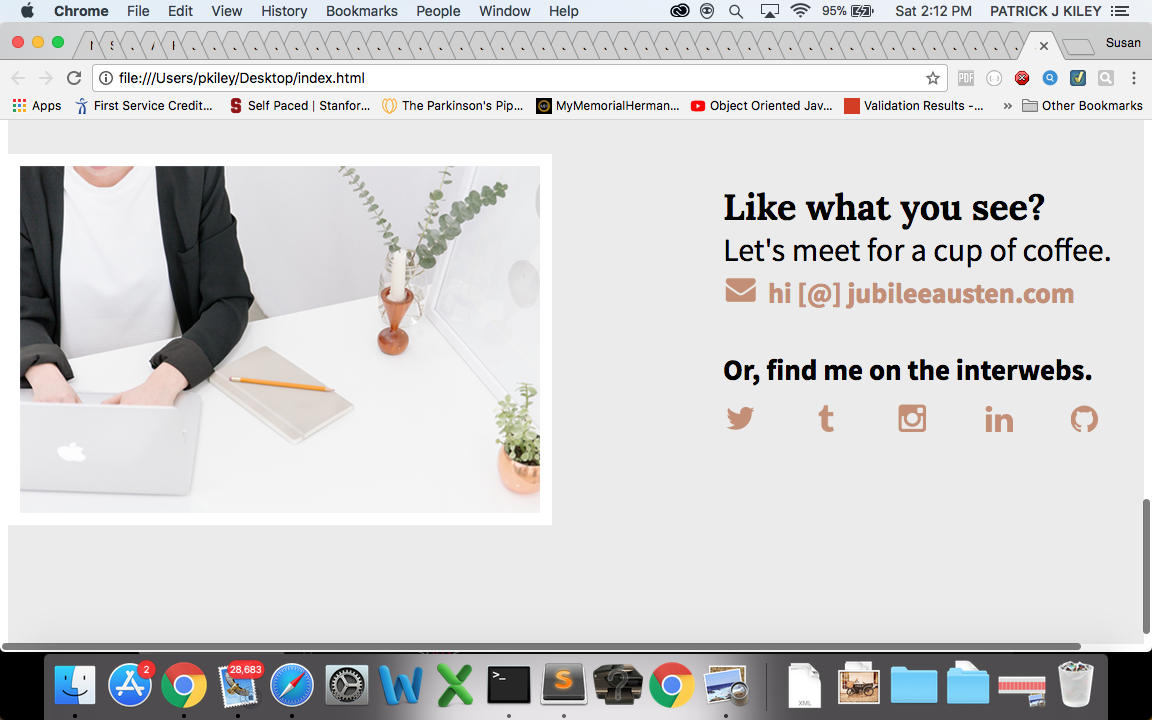 Chrome File Edit View History Bookmarks People Window Help 95% Sat 2:12 PM PATRICK J KILEY
Susan
file:///Users/pkiley/Desktop/index.html
PDF
Apps First Service Credit... Self Paced | Stanfor... The Parkinson's Pip... MyMemorialHerman... Object Oriented Jav... Validation Results -... » Other Bookmarks
Like what you see?
Let's meet for a cup of coffee.
hi [@] jubileeausten.com
Or, find me on the interwebs.
2
28,683
XML